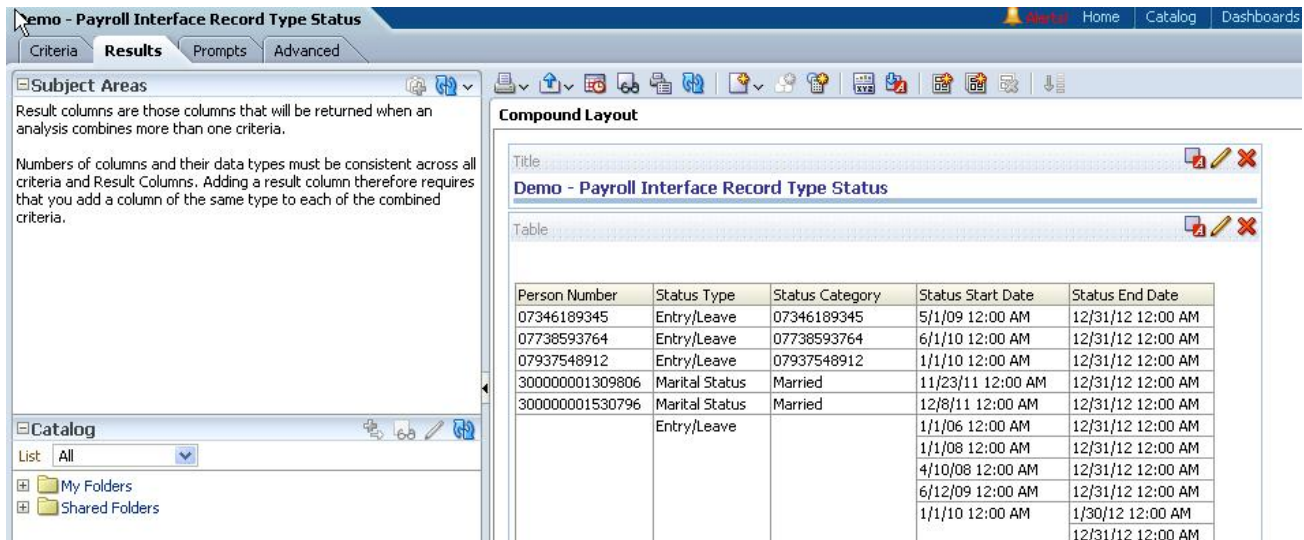 Demo - Payroll Interface Record Type Status
Alerts! Home Catalog Dashboards
Criteria Results Prompts Advanced
Subject Areas
Result columns are those columns that will be returned when an
analysis combines more than one criteria.
Numbers of columns and their data types must be consistent across all
criteria and Result Columns. Adding a result column therefore requires
that you add a column of the same type to each of the combined
criteria.
Catalog
List All
My Folders
Shared Folders
Compound Layout
Title
Demo - Payroll Interface Record Type Status
Table
Person Number Status Type Status Category Status Start Date Status End Date
07346189345 Entry/Leave 07346189345 5/1/09 12:00 AM 12/31/12 12:00 AM
07738593764 Entry/Leave 07738593764 6/1/10 12:00 AM 12/31/12 12:00 AM
07937548912 Entry/Leave 07937548912 1/1/10 12:00 AM 12/31/12 12:00 AM
300000001309806 Marital Status Married 11/23/11 12:00 AM 12/31/12 12:00 AM
300000001530796 Marital Status Married 12/8/11 12:00 AM 12/31/12 12:00 AM
Entry/Leave 1/1/06 12:00 AM 12/31/12 12:00 AM
1/1/08 12:00 AM 12/31/12 12:00 AM
4/10/08 12:00 AM 12/31/12 12:00 AM
6/12/09 12:00 AM 12/31/12 12:00 AM
1/1/10 12:00 AM 1/30/12 12:00 AM
12/31/12 12:00 AM